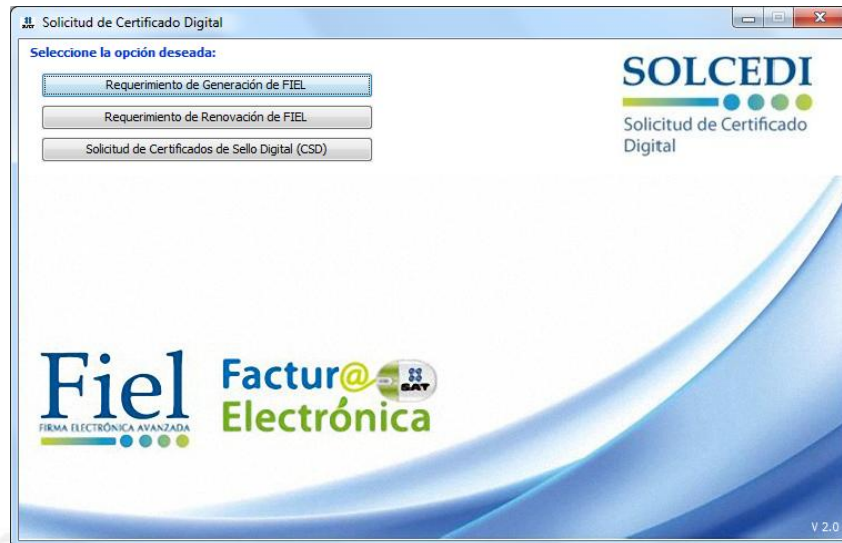 SAT Solicitud de Certificado Digital
Seleccione la opción deseada:
Requerimiento de Generación de FIEL
Requerimiento de Renovación de FIEL
Solicitud de Certificados de Sello Digital (CSD)
SOLCEDI
Solicitud de Certificado
Digital
Fiel
FIRMA ELECTRÓNICA AVANZADA
Factur@ SAT
Electrónica
V 2.0